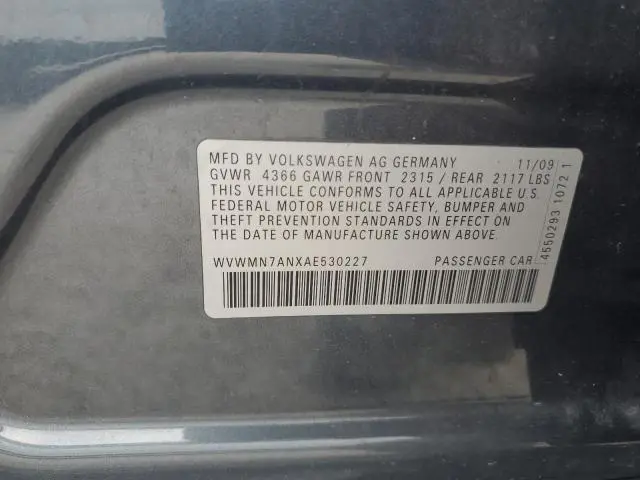 MFD BY VOLKSWAGEN AG GERMANY 11/09
GVWR 4366 GAWR FRONT 2315 / REAR 2117 LBS
THIS VEHICLE CONFORMS TO ALL APPLICABLE U.S
FEDERAL MOTOR VEHICLE SAFETY, BUMPER AND
THEFT PREVENTION STANDARDS IN EFFECT ON
THE DATE OF MANUFACTURE SHOWN ABOVE.
WVWMN7ANXAE530227 PASSENGER CAR
4550293 1072 1